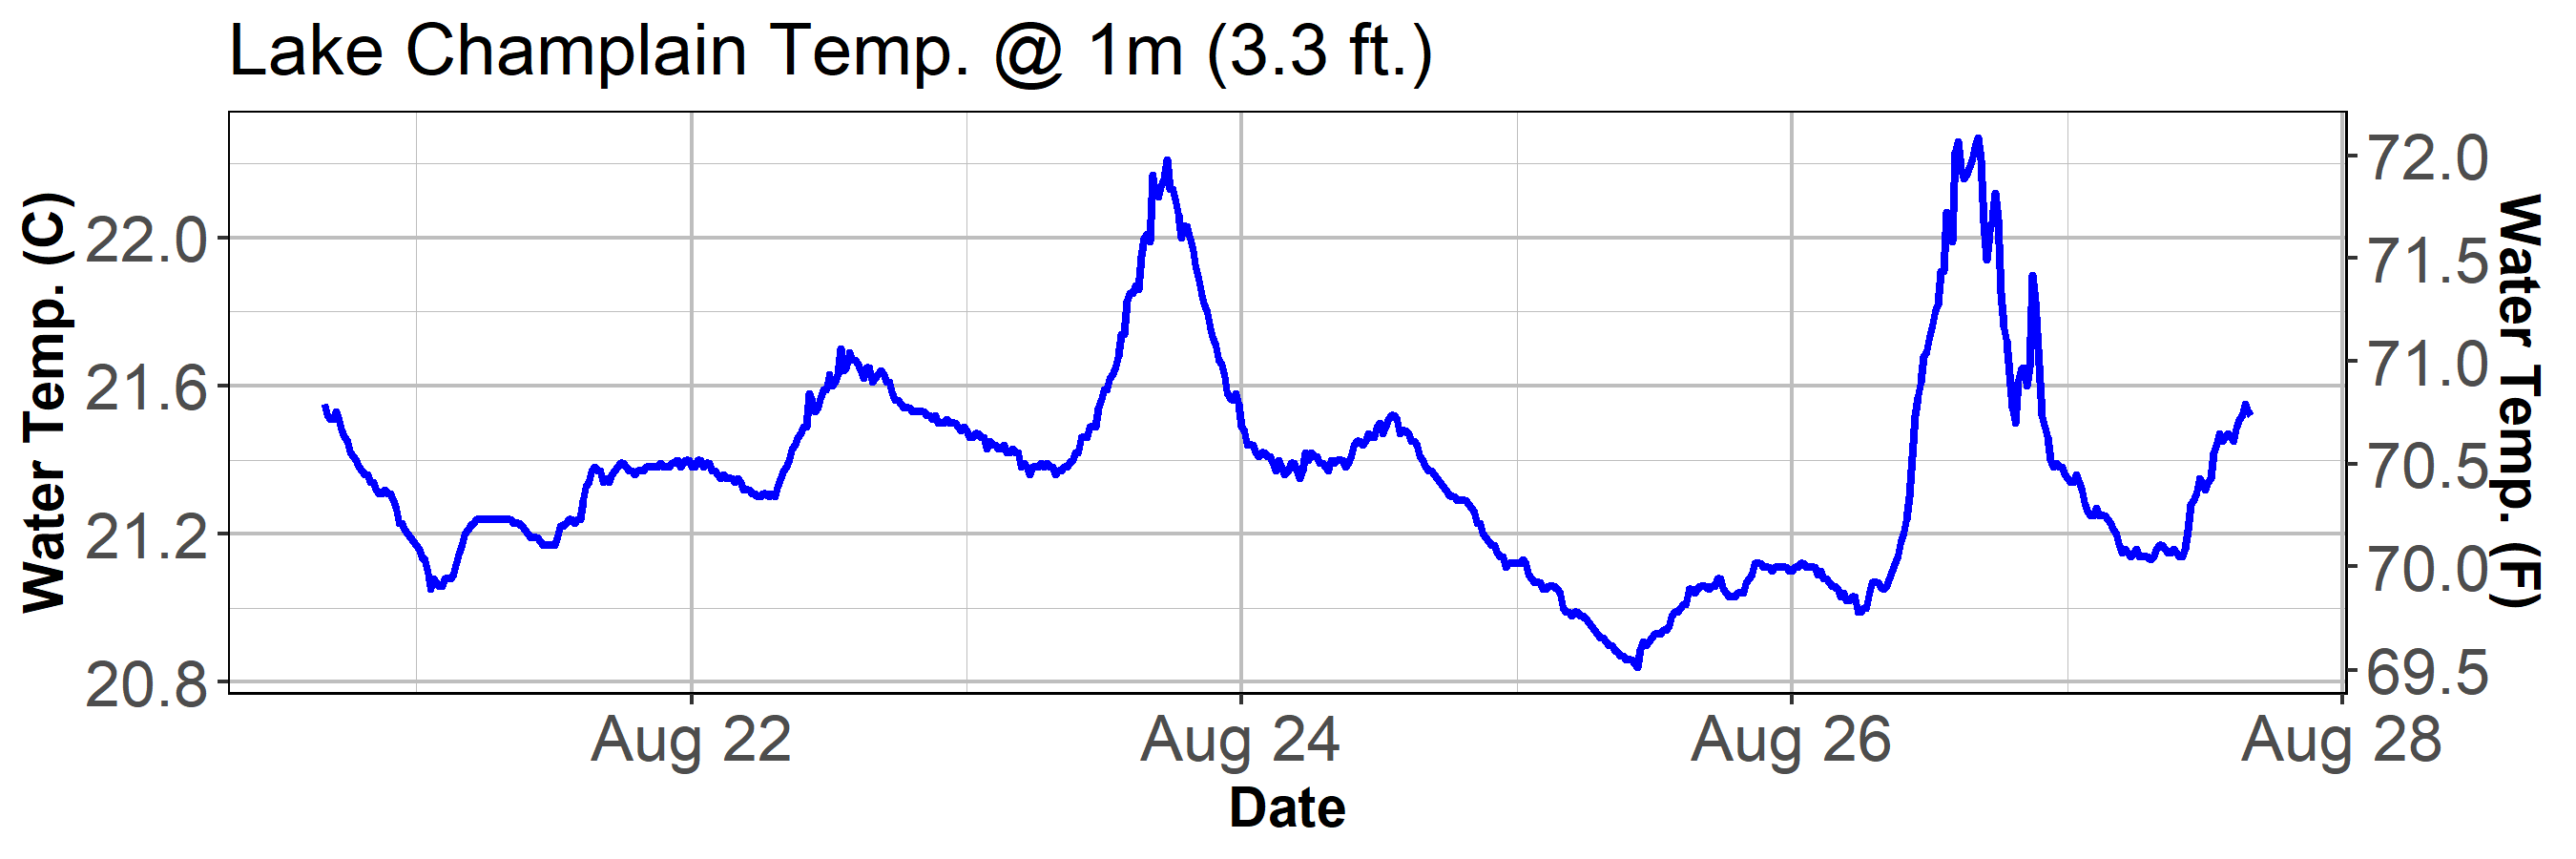 Lake Champlain Temp. @ 1m (3.3 ft.)
Water Temp. (C)
22.0
21.6
21.2
20.8
72.0
71.5
71.0
70.5
70.0
69.5
Water Temp. (F)
Aug 22
Aug 24
Aug 26
Aug 28
Date